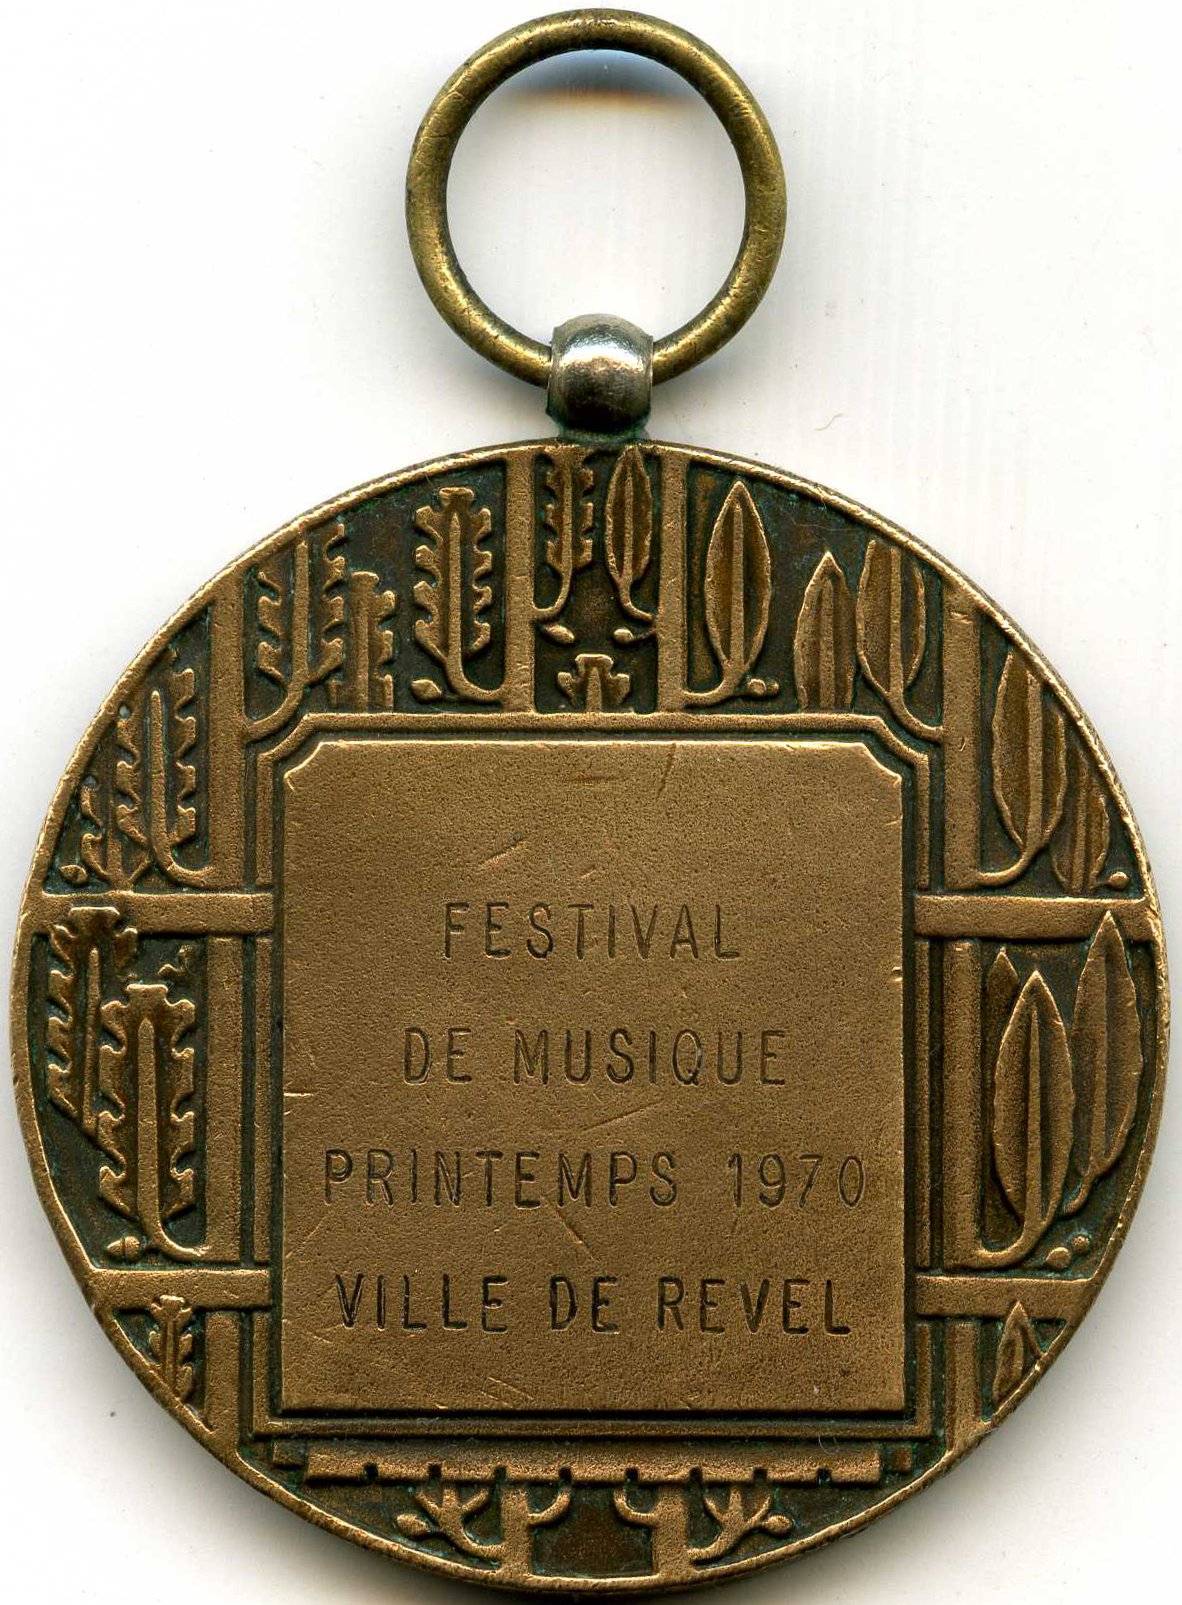 FESTIVAL
DE MUSIQUE
PRINTEMPS 1970
VILLE DE REVEL